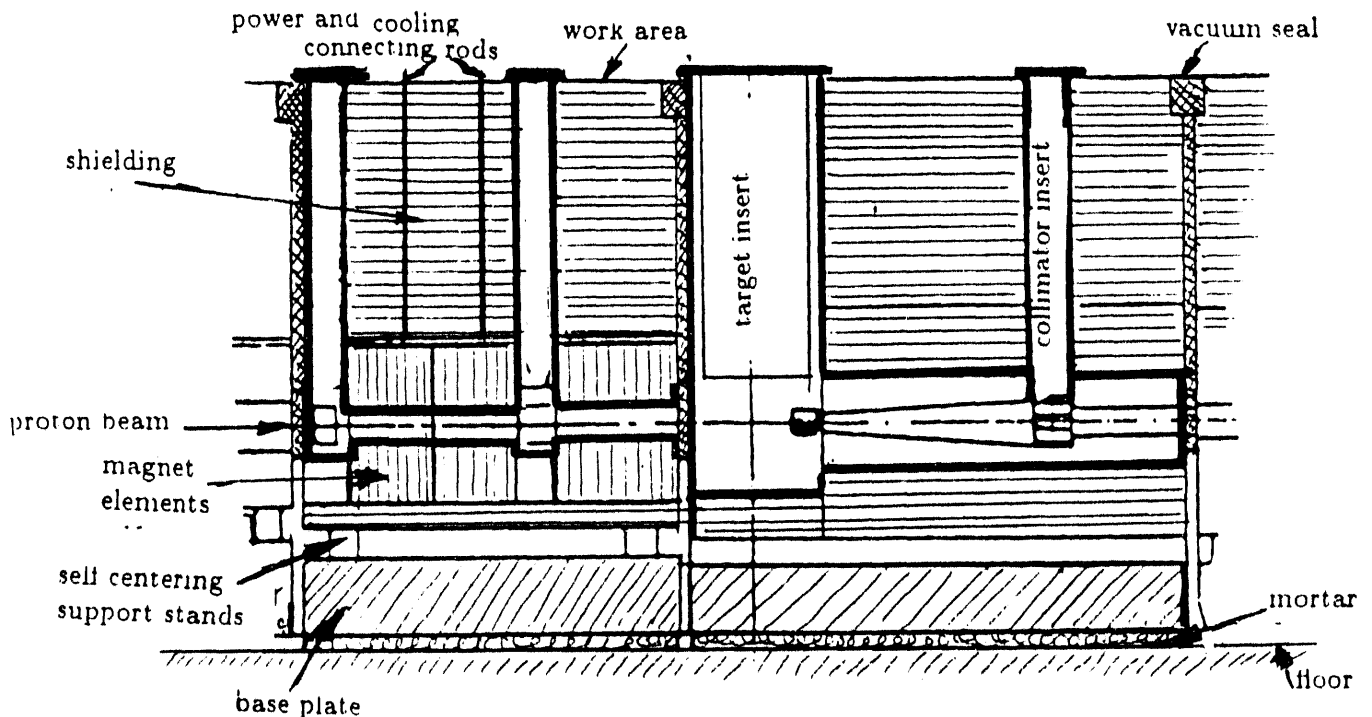 power and cooling
connecting rods
work area
vacuum seal
shielding
target insert
collimator insert
proton beam
magnet
elements
self centering
support stands
mortar
floor
base plate